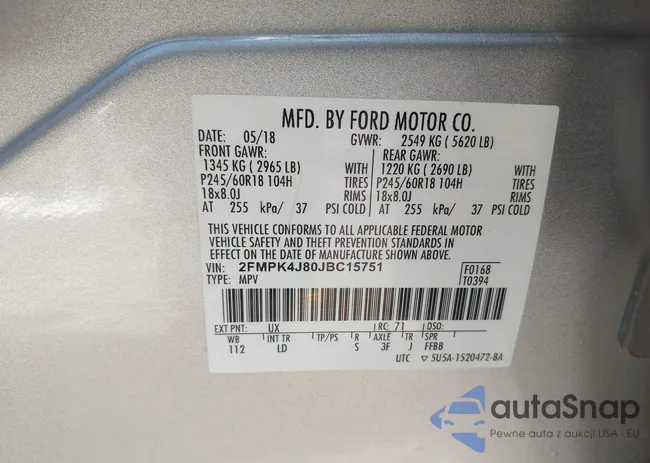 MFD. BY FORD MOTOR CO.
DATE: 05/18 GVWR: 2549 KG ( 5620 LB)
FRONT GAWR: REAR GAWR:
1345 KG ( 2965 LB) WITH 1220 KG ( 2690 LB) WITH
P245/60R18 104H TIRES P245/60R18 104H TIRES
18x8.0J RIMS 18x8.0J RIMS
AT 255 kPa/ 37 PSI COLD AT 255 kPa/ 37 PSI COLD
THIS VEHICLE CONFORMS TO ALL APPLICABLE FEDERAL MOTOR
VEHICLE SAFETY AND THEFT PREVENTION STANDARDS IN
EFFECT ON THE DATE OF MANUFACTURE SHOWN ABOVE.
VIN: 2FMPK4J80JBC15751 F0168
TYPE: MPV T0394
EXT PNT: UX RC: 71 DSO:
WB INT TR TP/PS R AXLE TR SPR
112 LD S 3F J FFBB
UTC ▽ 5U5A-1520472-BA
autoSnap
Pewne auta z aukcji USA i EU